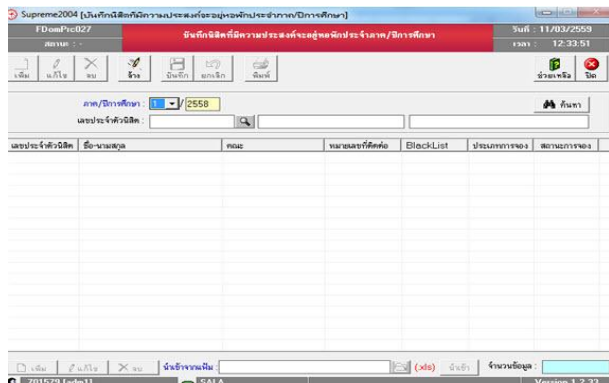 Supreme2004 [บันทึกนิสิตที่มีความประสงค์จะอยู่หอพักประจำภาค/ปีการศึกษา]
FDomPrc027 บันทึกนิสิตที่มีความประสงค์จะอยู่หอพักประจำภาค/ปีการศึกษา วันที่ : 11/03/2559
สถานะ : - เวลา : 12:33:51
เพิ่ม แก้ไข ลบ ล้าง บันทึก ยกเลิก พิมพ์ ช่วยเหลือ ปิด
ภาค/ปีการศึกษา : 1 / 2558 ค้นหา
เลขประจำตัวนิสิต :
เลขประจำตัวนิสิต ชื่อ-นามสกุล คณะ หมายเลขที่ติดต่อ BlackList ประเภทการจอง สถานะการจอง
เพิ่ม แก้ไข ลบ นำเข้าจากแฟ้ม : (.xls) นำเข้า จำนวนข้อมูล :
701579 [adm1] SALA Version 1.2.33